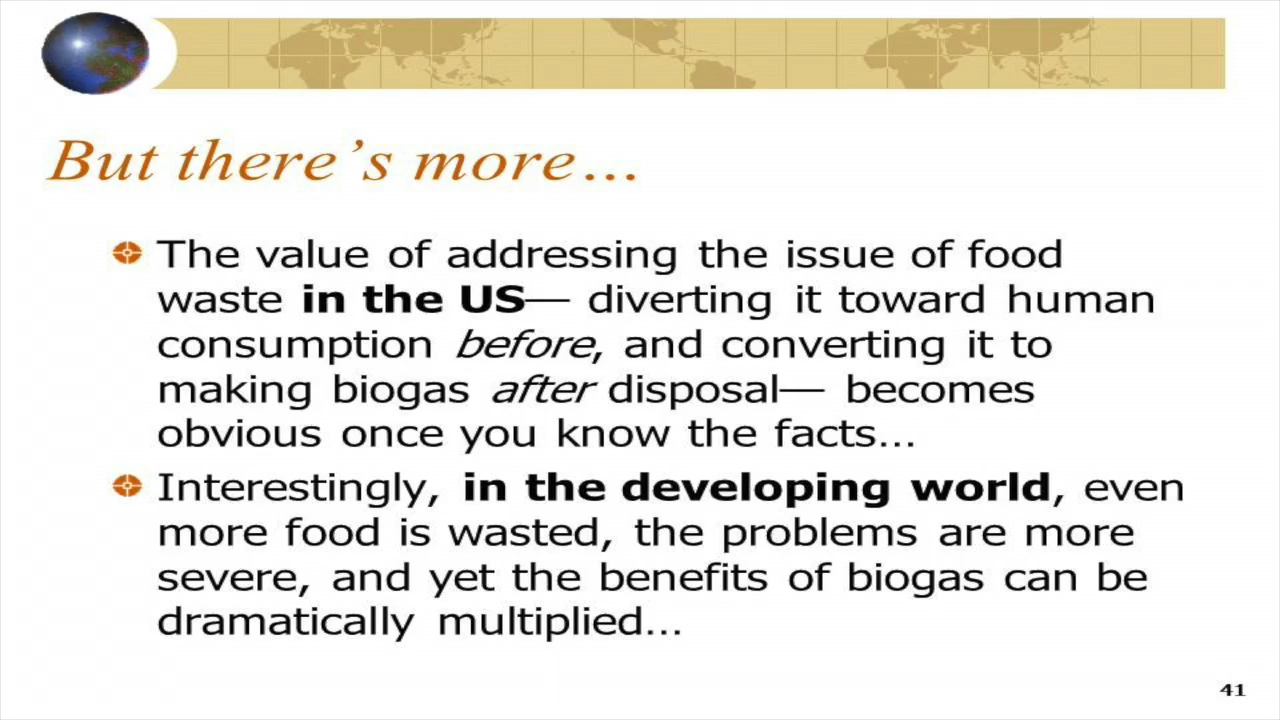 But there’s more…
The value of addressing the issue of food
waste in the US— diverting it toward human
consumption before, and converting it to
making biogas after disposal— becomes
obvious once you know the facts…
Interestingly, in the developing world, even
more food is wasted, the problems are more
severe, and yet the benefits of biogas can be
dramatically multiplied…
41